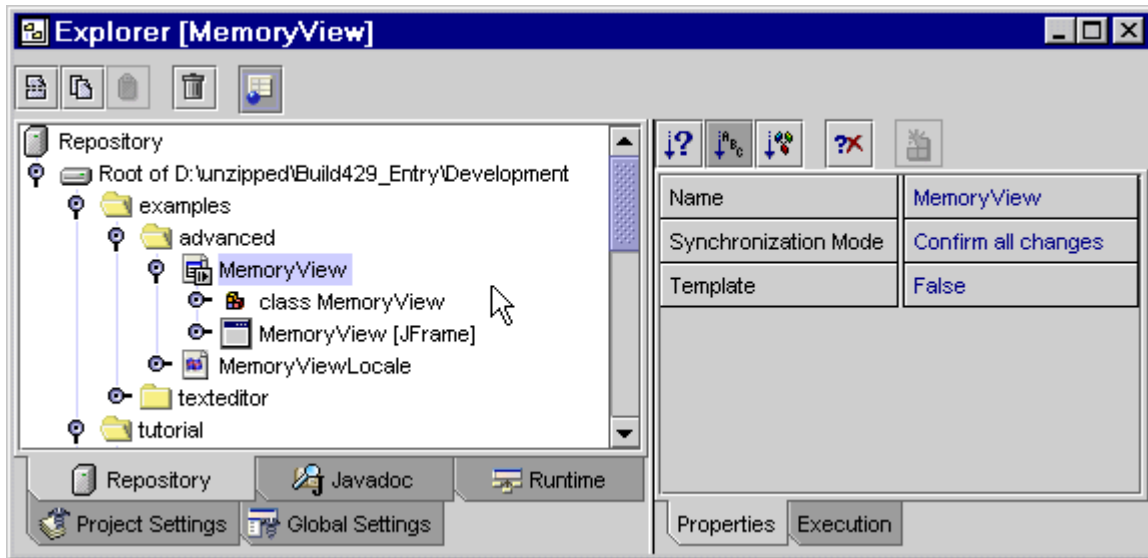 Explorer [MemoryView]
Repository
Root of D:\unzipped\Build429_Entry\Development
examples
advanced
MemoryView
class MemoryView
MemoryView [JFrame]
MemoryViewLocale
texteditor
tutorial
Repository
Javadoc
Runtime
Project Settings
Global Settings
Name
MemoryView
Synchronization Mode
Confirm all changes
Template
False
Properties
Execution